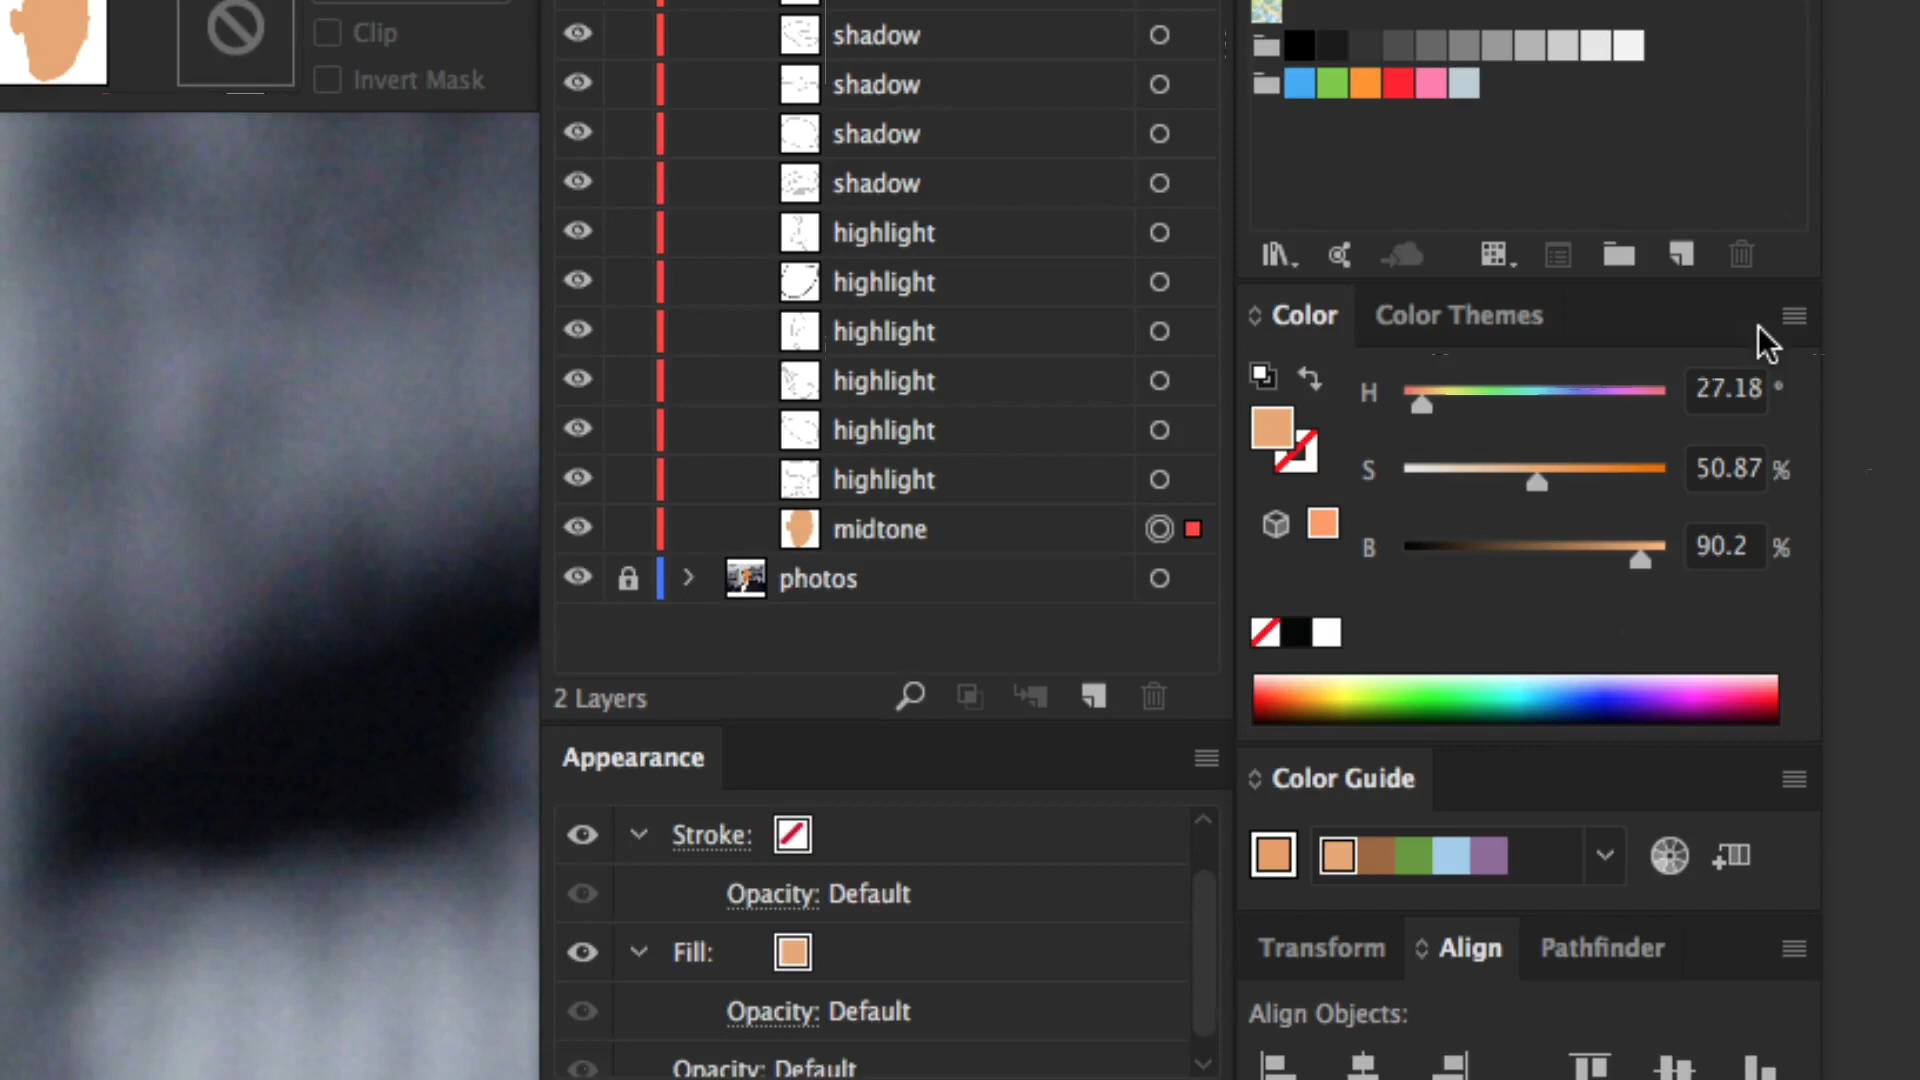 Clip
Invert Mask
shadow
shadow
shadow
shadow
highlight
highlight
highlight
highlight
highlight
highlight
midtone
photos
2 Layers
Appearance
Stroke:
Opacity: Default
Fill:
Opacity: Default
Opacity: Default
Color Color Themes
H 27.18 °
S 50.87 %
B 90.2 %
Color Guide
Transform Align Pathfinder
Align Objects: